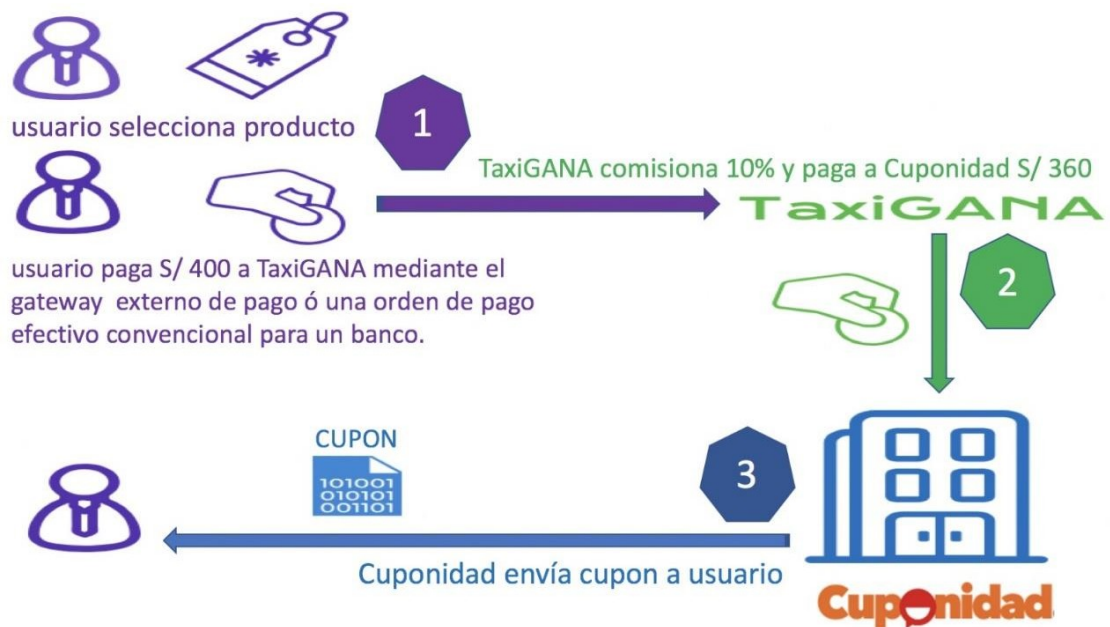 usuario selecciona producto
1
TaxiGANA comisiona 10% y paga a Cuponidad S/ 360
TaxiGANA
usuario paga S/ 400 a TaxiGANA mediante el
gateway externo de pago ó una orden de pago
efectivo convencional para un banco.
2
CUPON
101001
010101
001101
3
Cuponidad envía cupon a usuario
Cuponidad